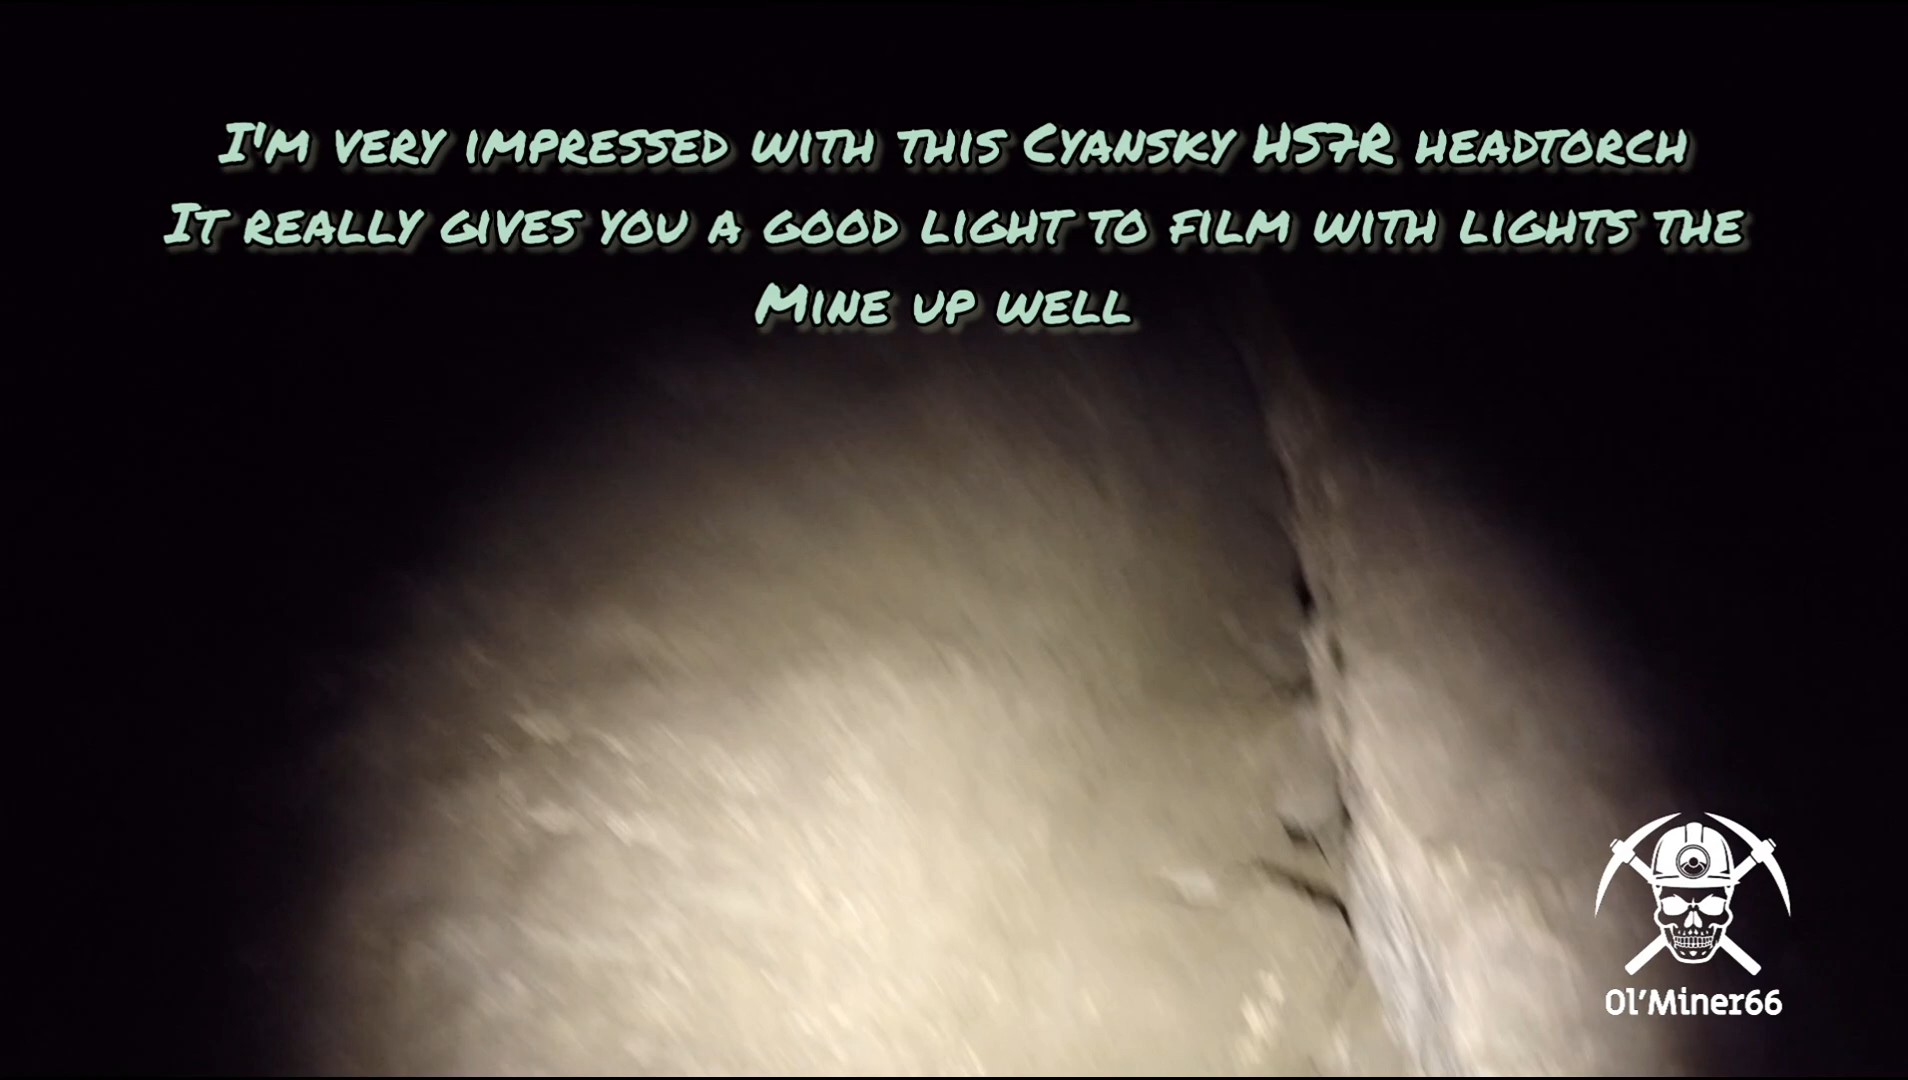 I'm very impressed with this Cyansky HS7R headtorch
It really gives you a good light to film with lights the
Mine up well
Ol'Miner66